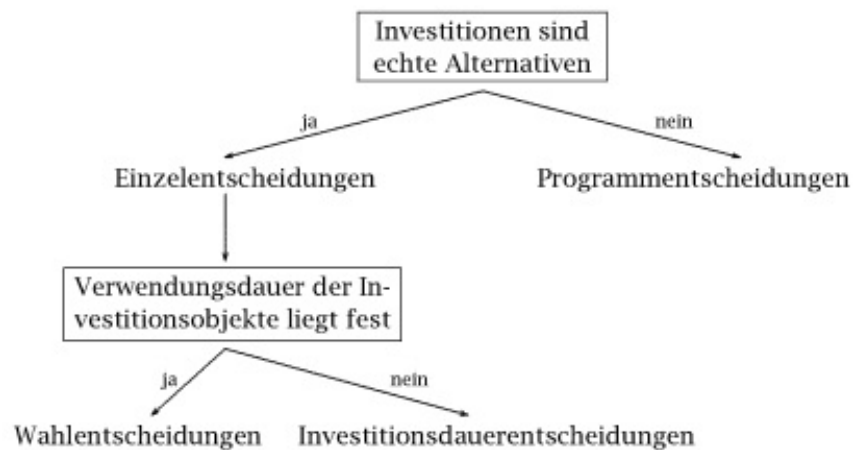 Investitionen sind
echte Alternativen
ja
nein
Einzelentscheidungen
Programmentscheidungen
Verwendungsdauer der In-
vestitionsobjekte liegt fest
ja
nein
Wahlentscheidungen
Investitionsdauerentscheidungen